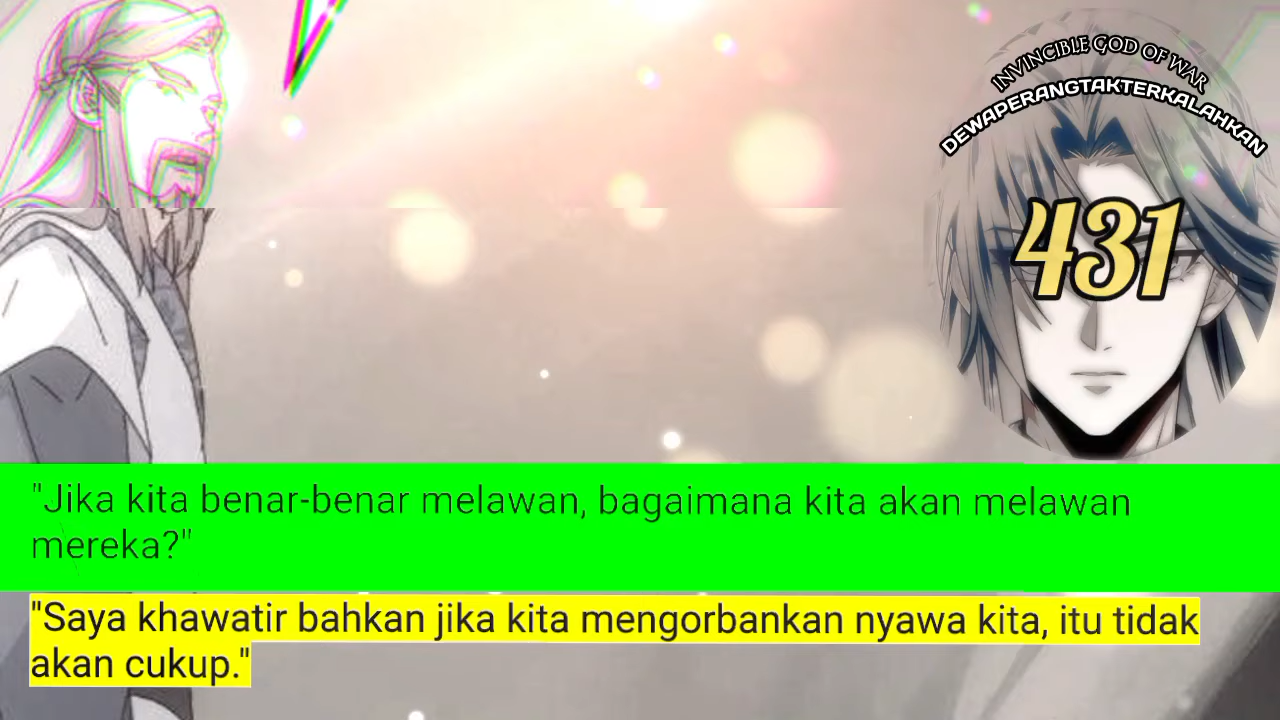 INVINCIBLE GOD OF WAR
DEWAPERANGTAKTERKALAHKAN
431
"Jika kita benar-benar melawan, bagaimana kita akan melawan
mereka?"
"Saya khawatir bahkan jika kita mengorbankan nyawa kita, itu tidak
akan cukup."